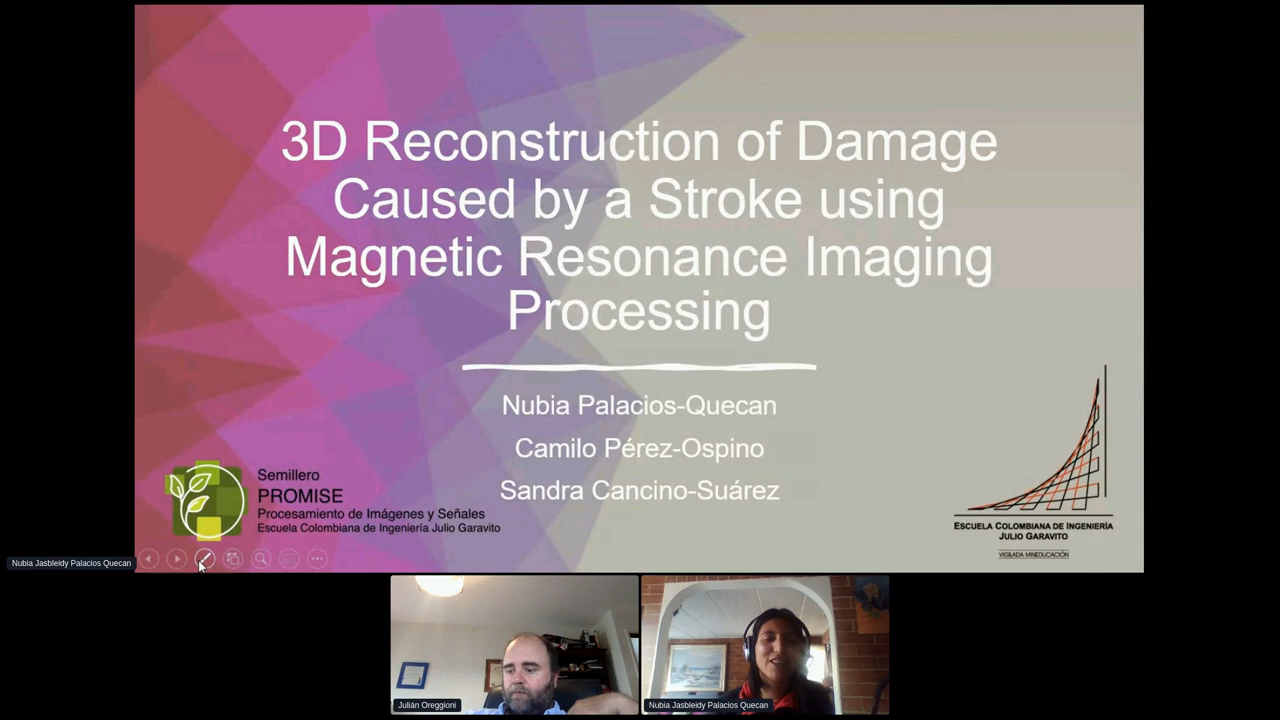 3D Reconstruction of Damage
Caused by a Stroke using
Magnetic Resonance Imaging
Processing
Nubia Palacios-Quecan
Camilo Pérez-Ospino
Sandra Cancino-Suárez
Semillero
PROMISE
Procesamiento de Imágenes y Señales
Escuela Colombiana de Ingeniería Julio Garavito
ESCUELA COLOMBIANA DE INGENIERÍA
JULIO GARAVITO
VIGILADA MINEDUCACIÓN
Nubia Jasbleidy Palacios Quecan
Julián Oreggioni
Nubia Jasbleidy Palacios Quecan